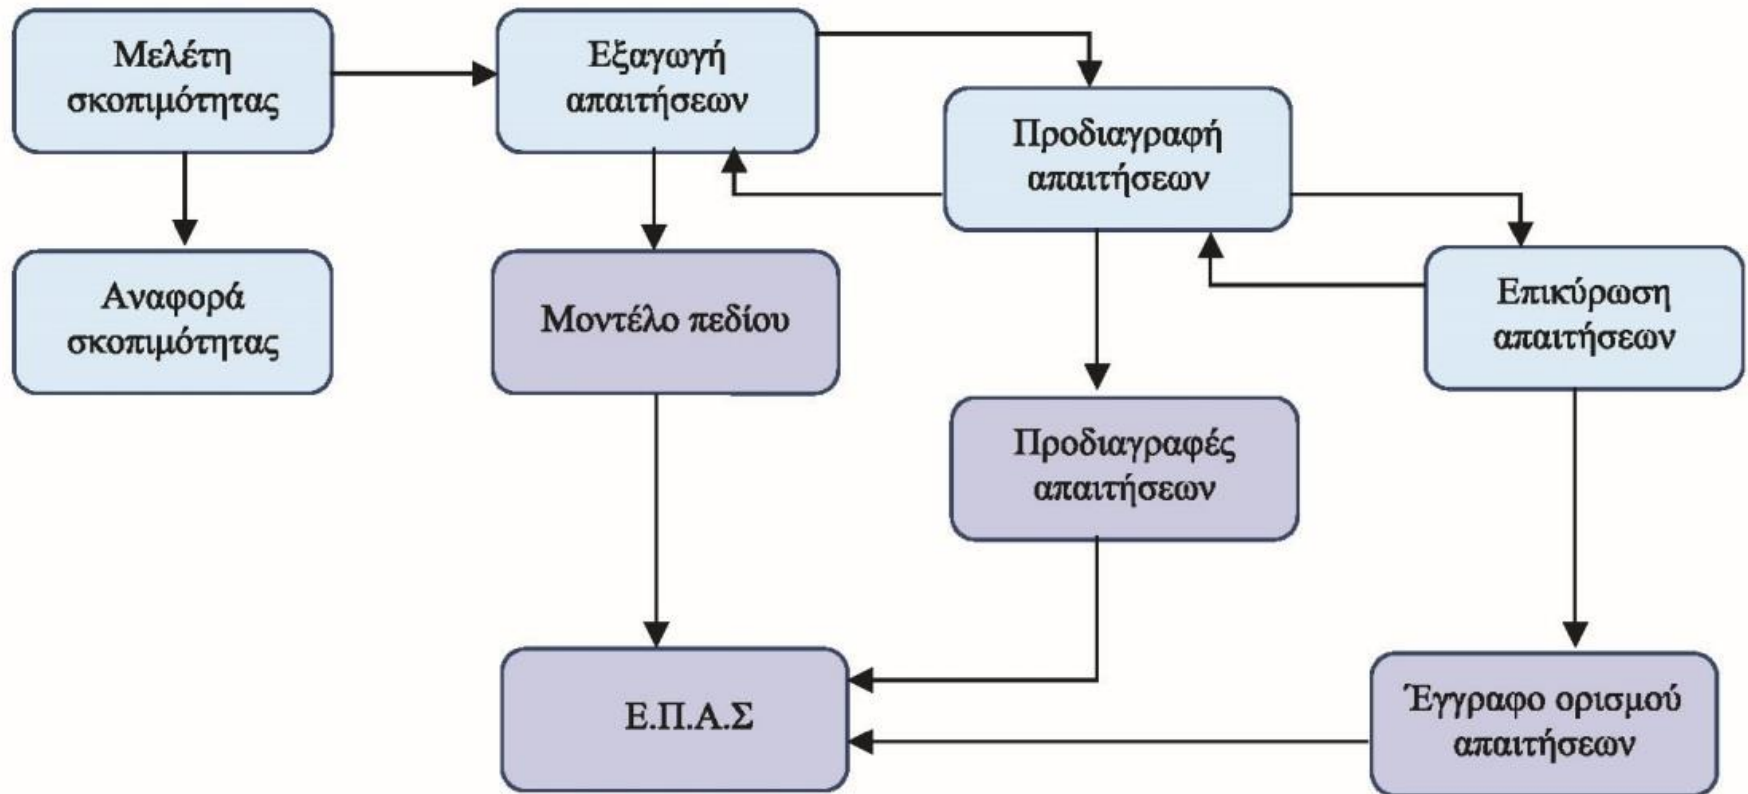 Μελέτη
σκοπιμότητας
Εξαγωγή
απαιτήσεων
Προδιαγραφή
απαιτήσεων
Αναφορά
σκοπιμότητας
Μοντέλο πεδίου
Επικύρωση
απαιτήσεων
Προδιαγραφές
απαιτήσεων
Ε.Π.Α.Σ
Έγγραφο ορισμού
απαιτήσεων